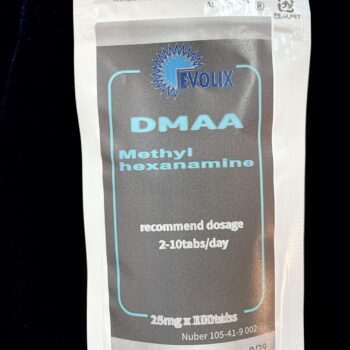 EVOLIX
DMAA
Methyl
hexanamine
recommend dosage
2-10tabs/day
25mg x 100tabs
Nuber 105-41-9 002